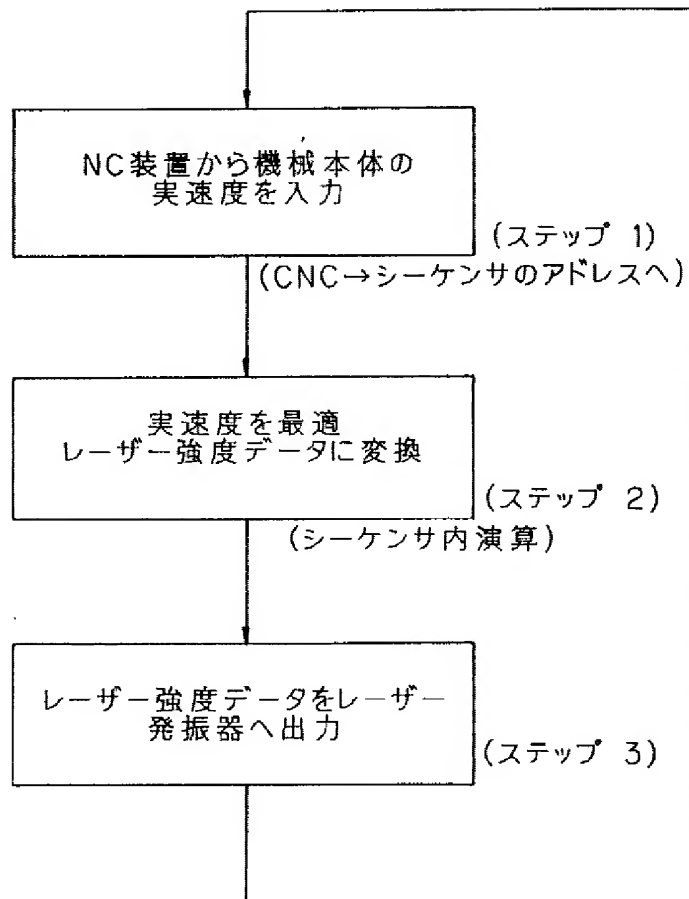 NC装置から機械本体の
実速度を入力
(ステップ 1)
(CNC→シーケンサのアドレスへ)
実速度を最適
レーザー強度データに変換
(ステップ 2)
(シーケンサ内演算)
レーザー強度データをレーザー
発振器へ出力
(ステップ 3)